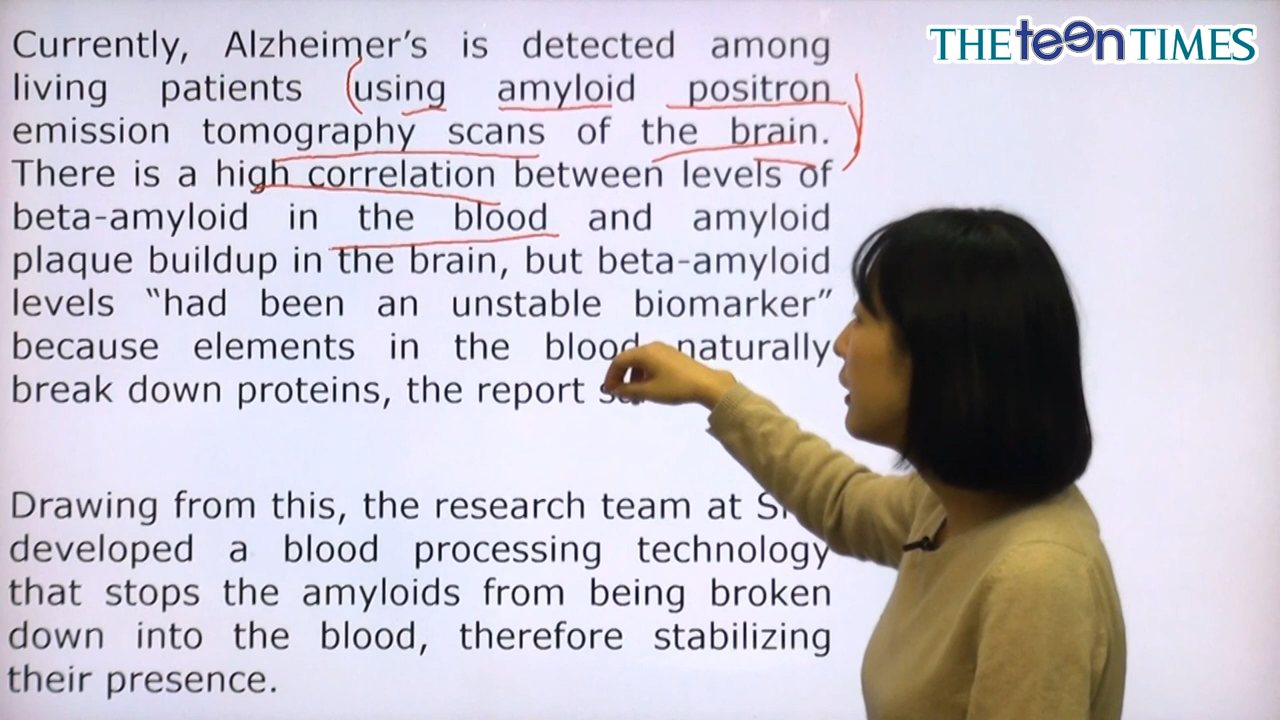 THE teen TIMES
Currently, Alzheimer's is detected among
living patients using amyloid positron
emission tomography scans of the brain.
There is a high correlation between levels of
beta-amyloid in the blood and amyloid
plaque buildup in the brain, but beta-amyloid
levels “had been an unstable biomarker”
because elements in the blood naturally
break down proteins, the report
Drawing from this, the research team at
developed a blood processing technology
that stops the amyloids from being broken
down into the blood, therefore stabilizing
their presence.